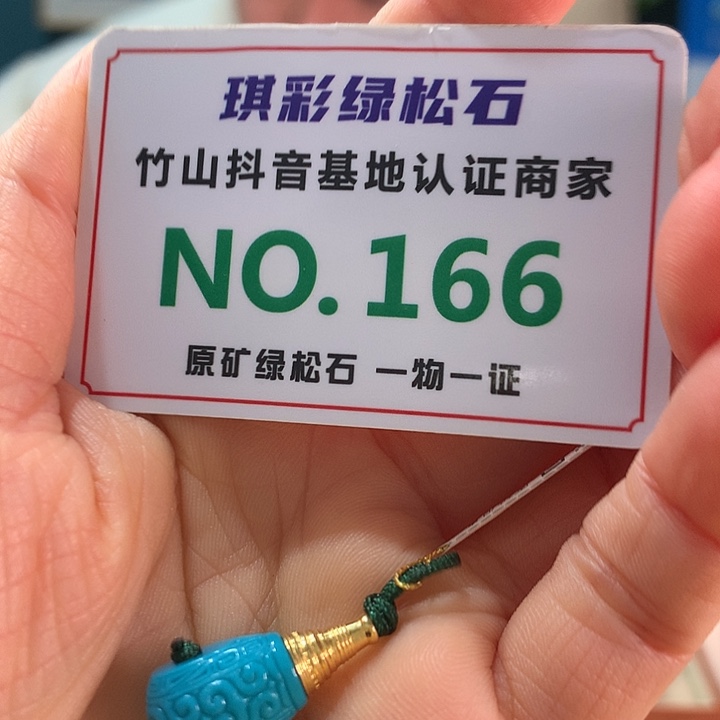 琪彩绿松石
竹山抖音基地认证商家
NO.166
原矿绿松石 一物一证